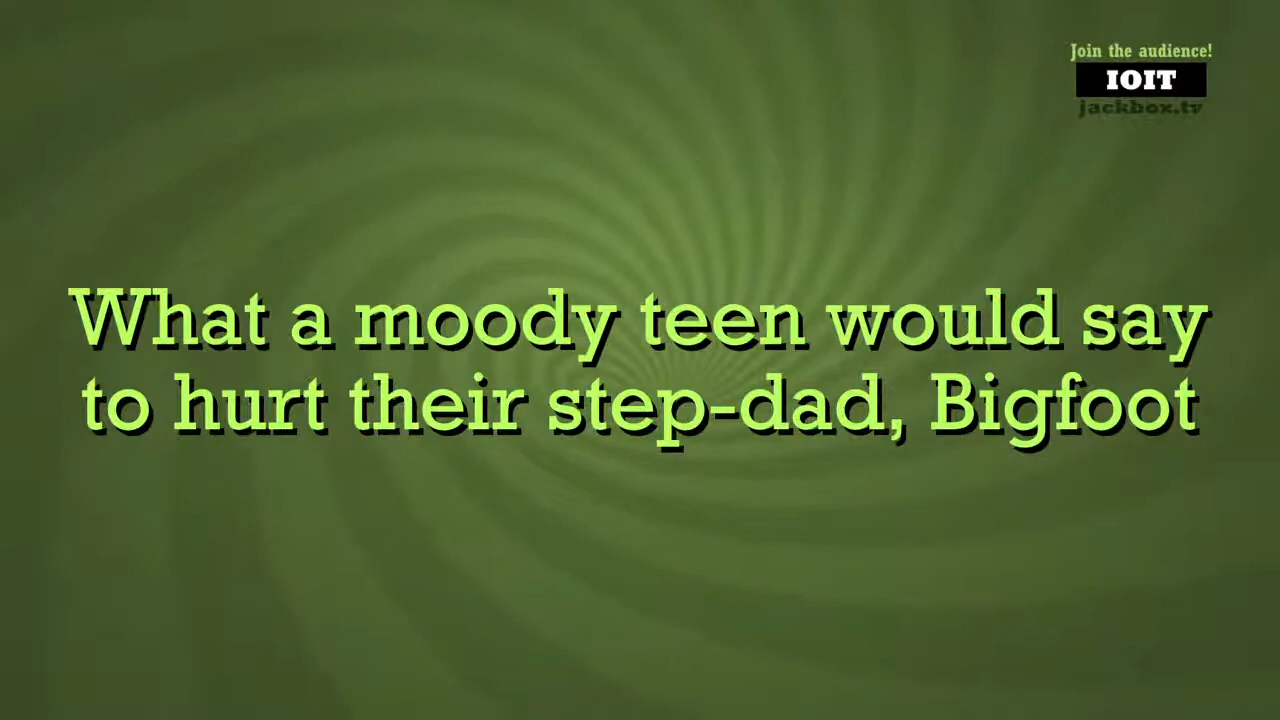 Join the audience!
IOIT
jackbox.tv
What a moody teen would say
to hurt their step-dad, Bigfoot